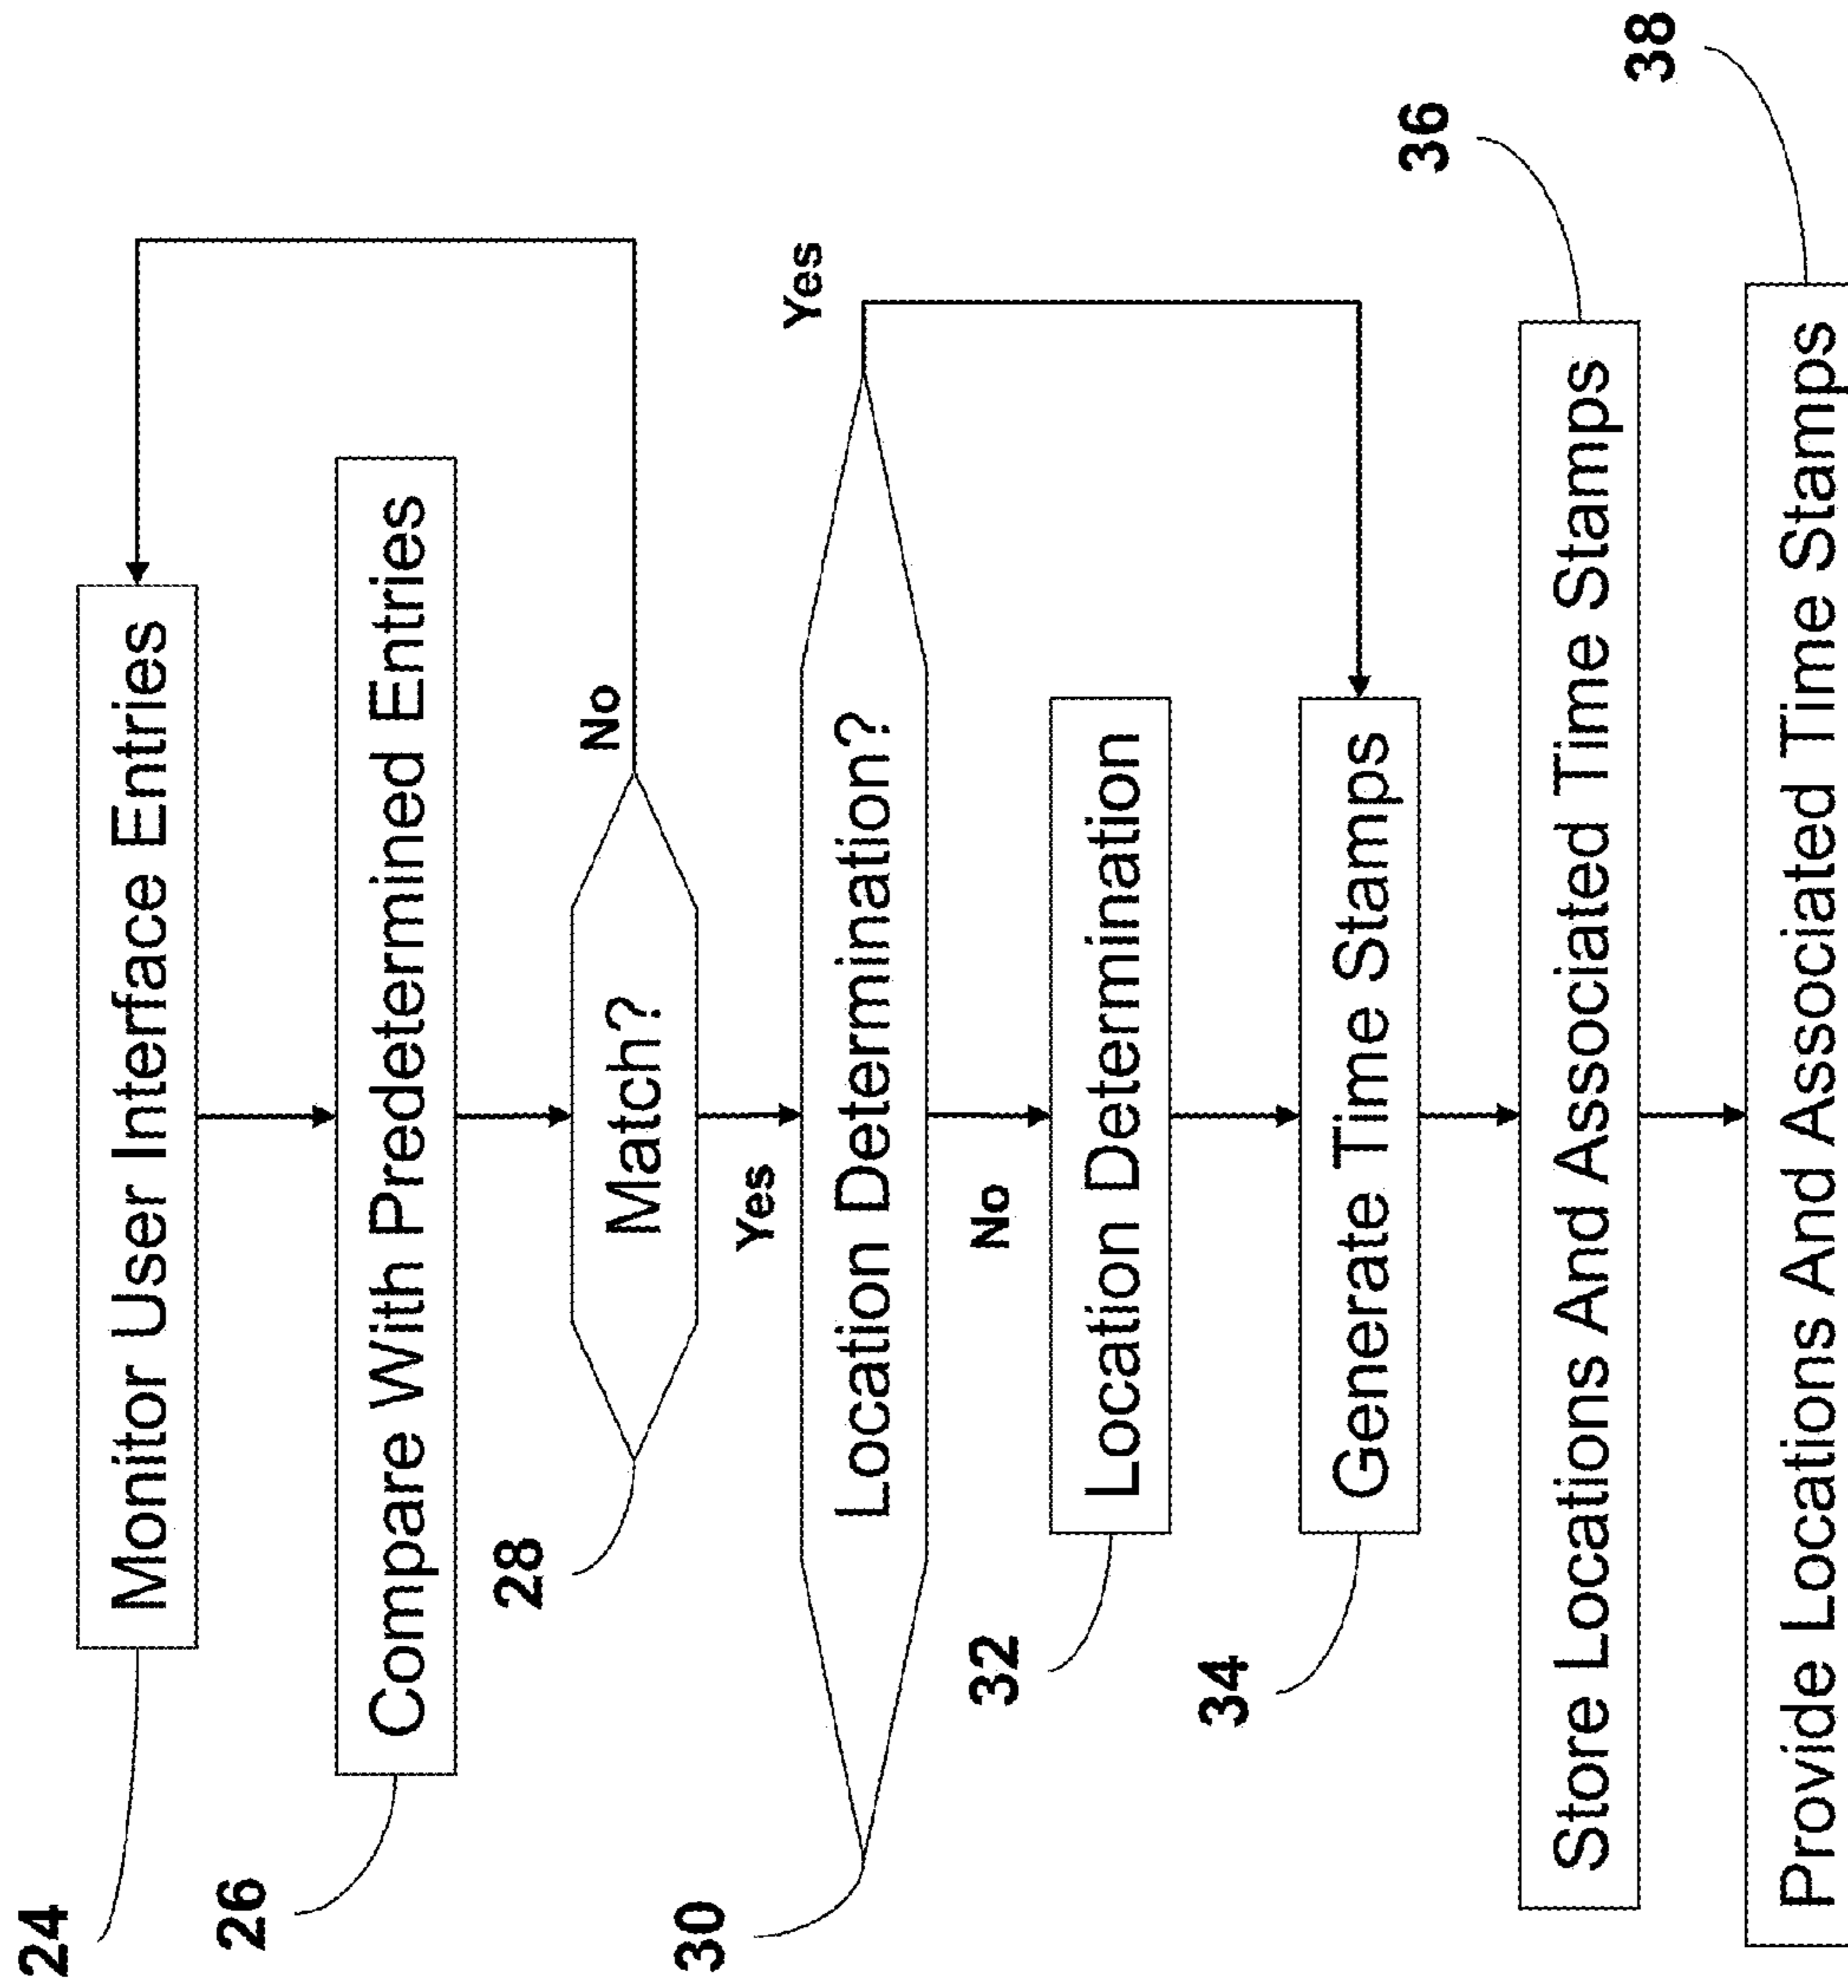 24
Monitor User Interface Entries
26
Compare With Predetermined Entries
28
Match?
No
Yes
30
Location Determination?
Yes
No
32
Location Determination
34
Generate Time Stamps
36
Store Locations And Associated Time Stamps
38
Provide Locations And Associated Time Stamps